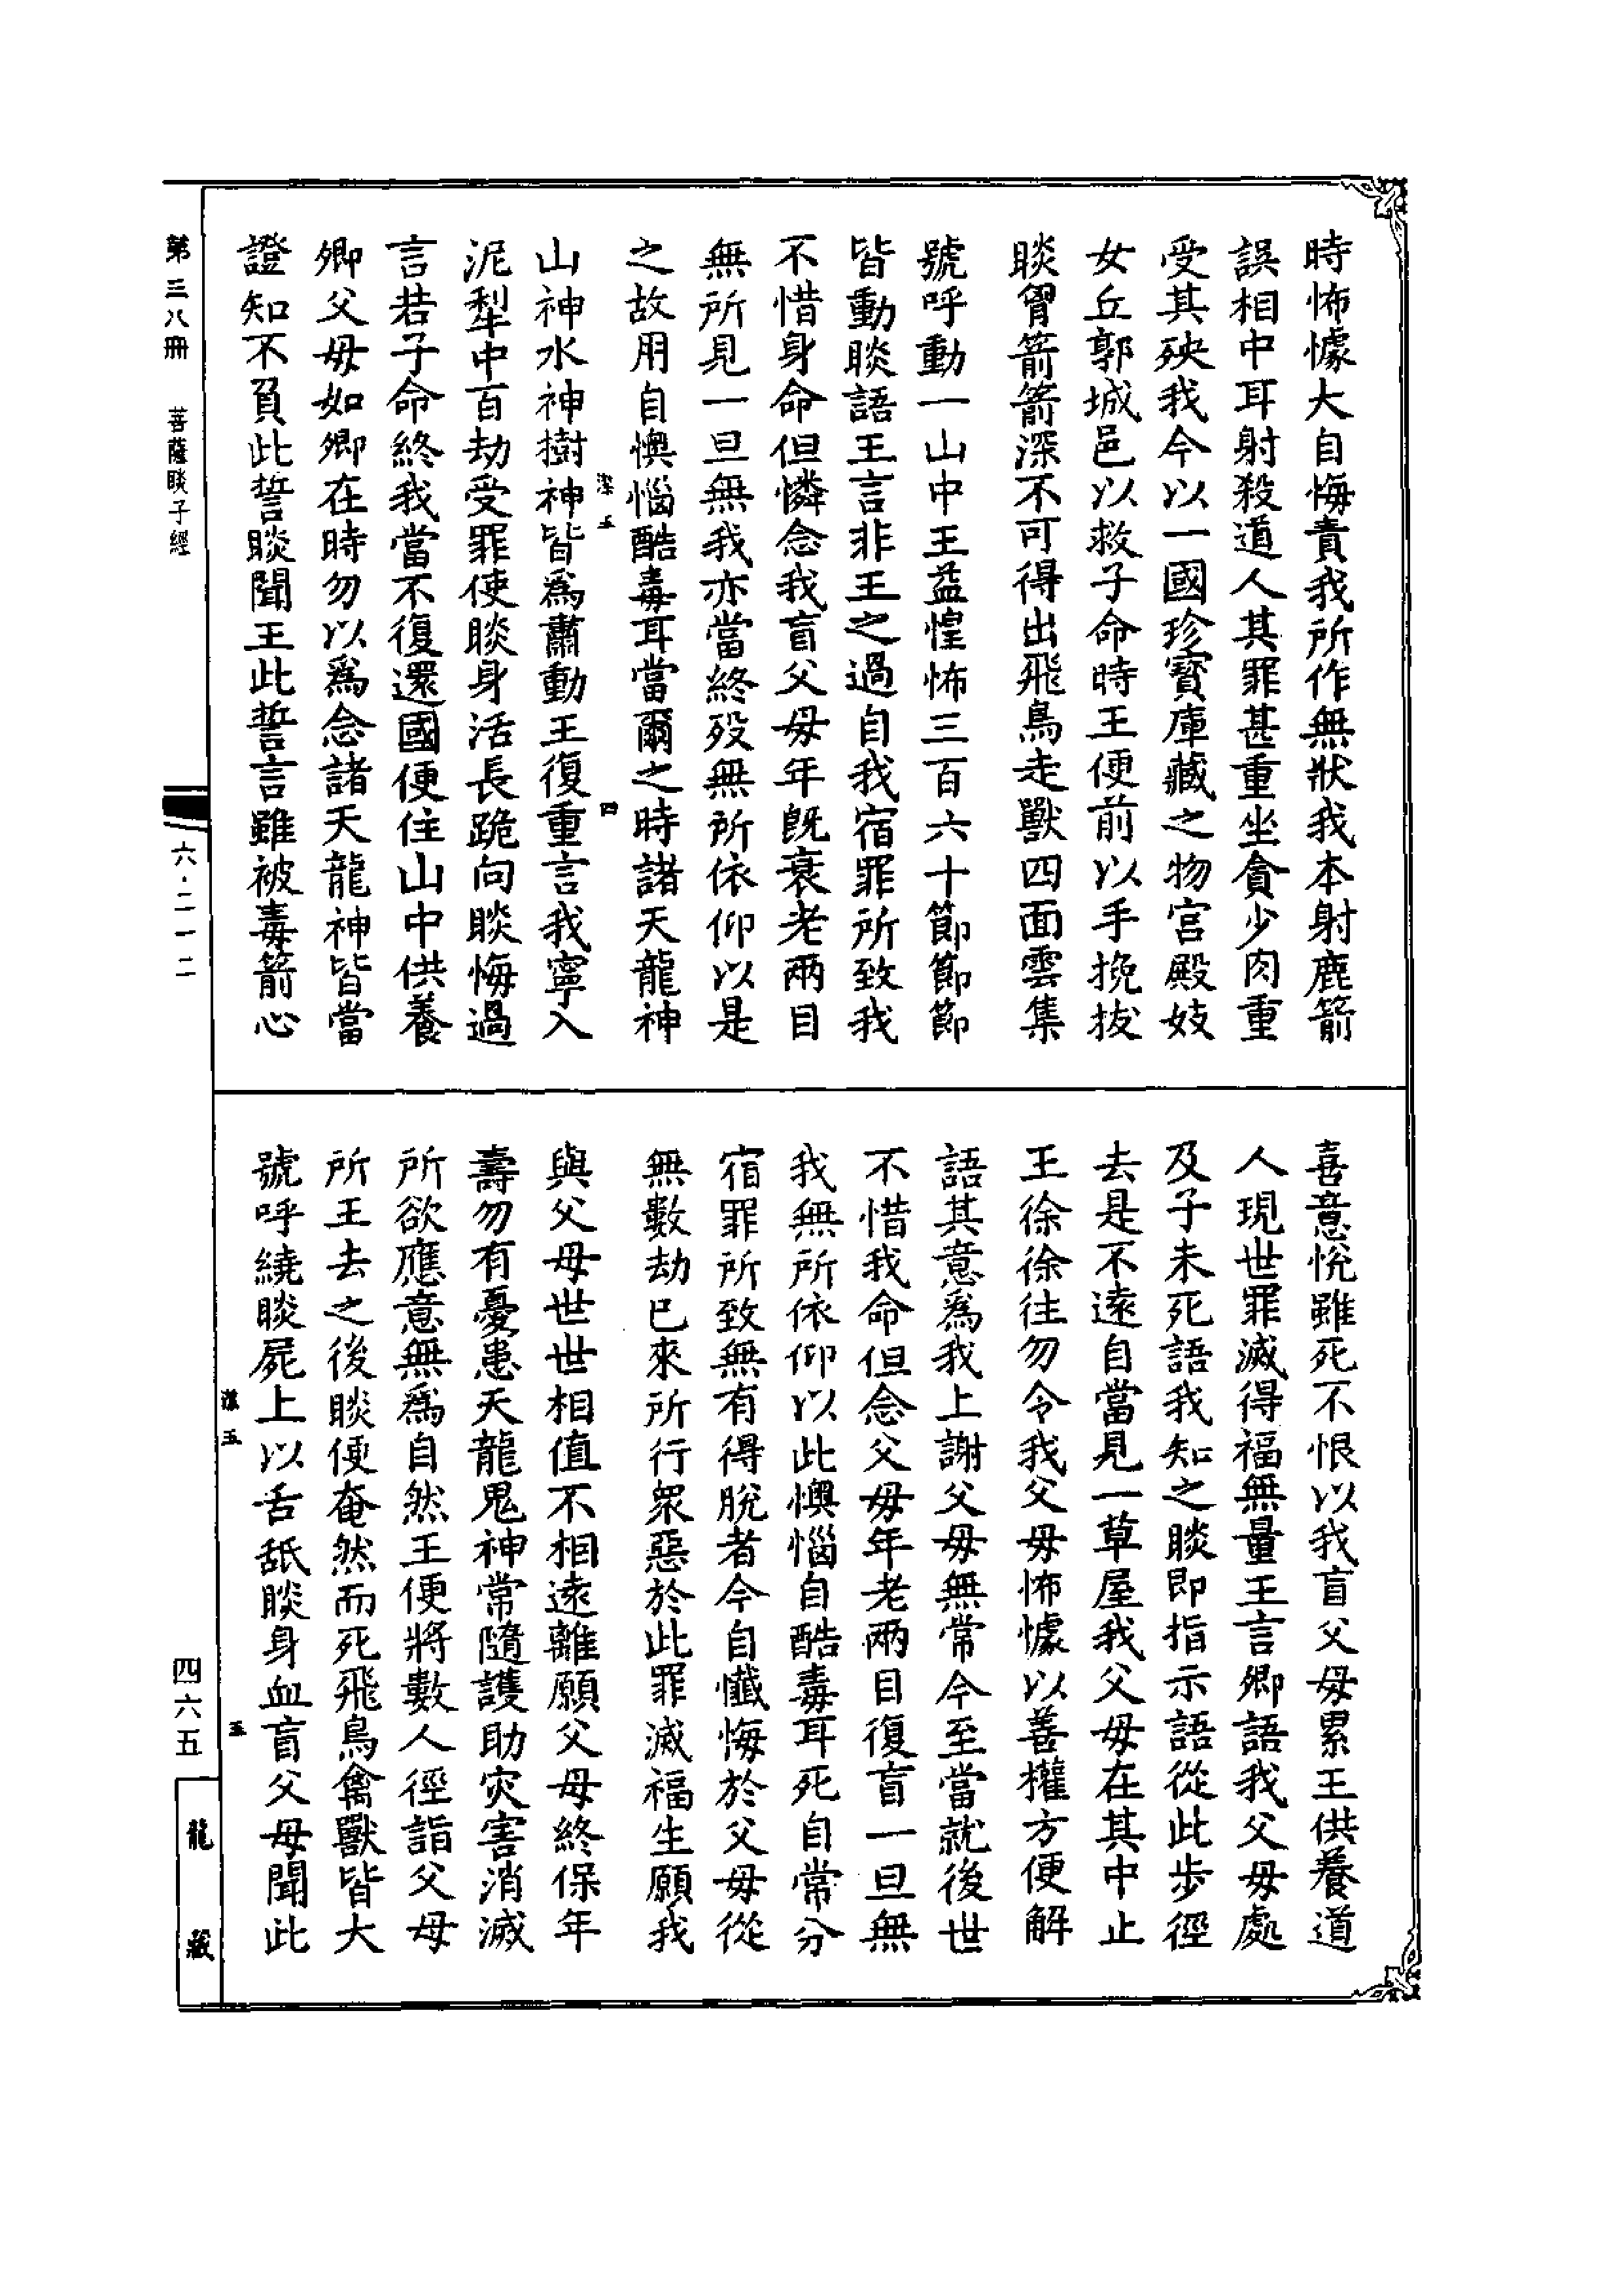 時怖懅大自悔責我所作無狀我本射鹿箭
誤相中耳射殺道人其罪甚重坐貪少肉重
受其殃我今以一國珍寶庫藏之物宫殿妓
女丘郭城邑以救子命時王便前以手挽拔
睒胷箭箭深不可得出飛鳥走獸四面雲集
號呼動一山中王益惶怖三百六十節節節
皆動睒語王言非王之過自我宿罪所致我
不惜身命但憐念我盲父母年旣衰老兩目
無所見一旦無我亦當終歿無所依仰以是
之故用自懊惱酷毒耳當爾之時諸天龍神
潔五 四
山神水神樹神皆爲肅動王復重言我寧入
泥犁中百劫受罪使睒身活長跪向睒悔過
言若子命終我當不復還國便住山中供養
卿父母如卿在時勿以爲念諸天龍神皆當
證知不負此誓睒聞王此誓言雖被毒箭心
喜意悅雖死不恨以我盲父母累王供養道
人現世罪滅得福無量王言卿語我父母處
及子未死語我知之睒即指示語從此步徑
去是不遠自當見一草屋我父母在其中止
王徐徐往勿令我父母怖懅以善權方便解
語其意爲我上謝父母無常今至當就後世
不惜我命但念父母年老兩目復盲一旦無
我無所依仰以此懊惱自酷毒耳死自常分
宿罪所致無有得脫者今自懺悔於父母從
無數劫已來所行衆惡於此罪滅福生願我
與父母世世相值不相遠離願父母終保年
壽勿有憂患天龍鬼神常隨護助灾害消滅
所欲應意無爲自然王便將數人徑詣父母
所王去之後睒便奄然而死飛鳥禽獸皆大
號呼繞睒屍上以舌舐睒身血盲父母聞此
潔五 五
第三八册 菩薩睒子經
六·二一二
四六五
龍藏